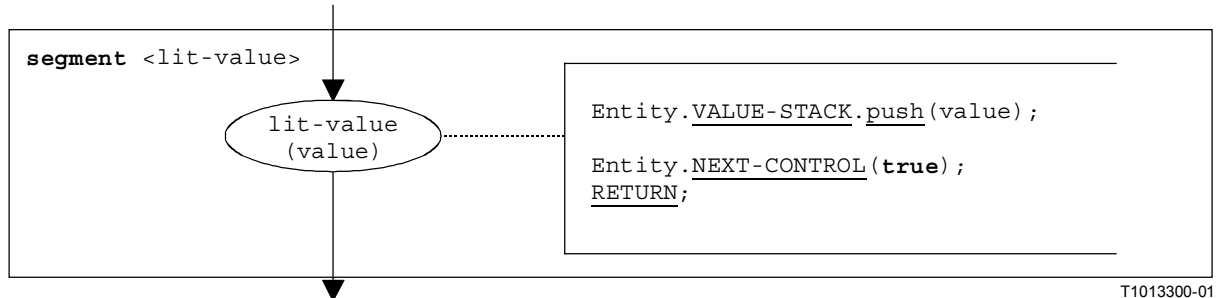 segment <lit-value>
lit-value
(value)
Entity.VALUE-STACK.push(value);
Entity.NEXT-CONTROL(true);
RETURN;
T1013300-01